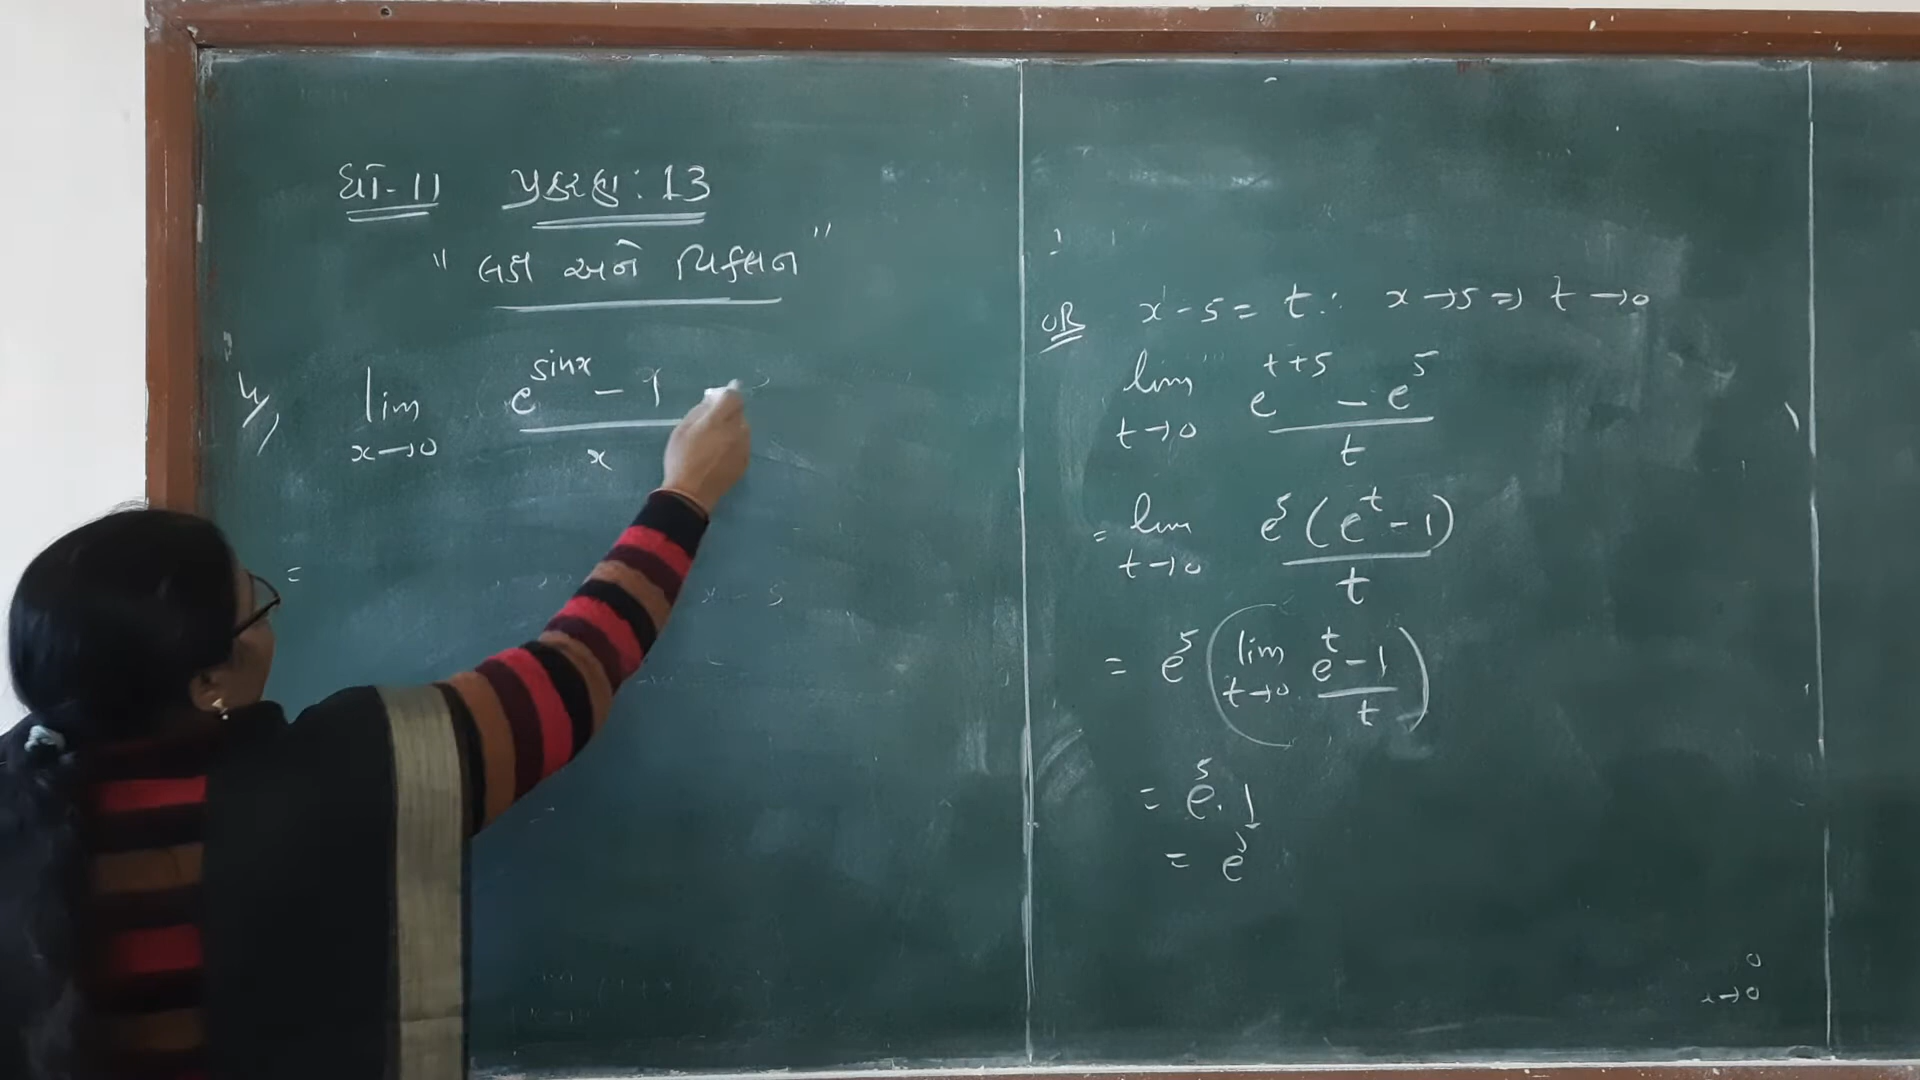 ધો-11 પ્રકરણ : 13
" લક્ષ અને વિકલન "
4) lim x→0 e^(sinx) - 1 / x
=
OR x - 5 = t ∴ x→5 ⇒ t→0
lim t→0 e^(t+5) - e^5 / t
= lim t→0 e^5 (e^t - 1) / t
= e^5 ( lim t→0 e^t - 1 / t )
= e^5 . 1
= e^5